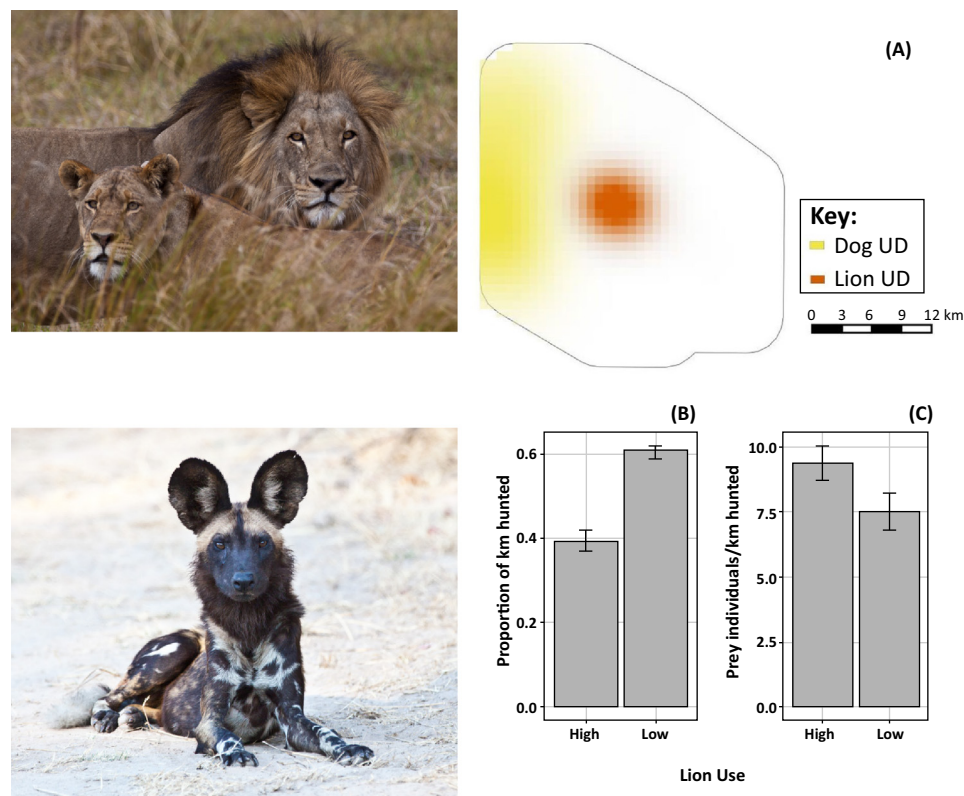 (A)
Key:
Dog UD
Lion UD
0 3 6 9 12 km
(B)
Proportion of km hunted
0.6
0.4
0.2
0.0
High Low
(C)
Prey individuals/km hunted
10.0
7.5
5.0
2.5
0.0
High Low
Lion Use